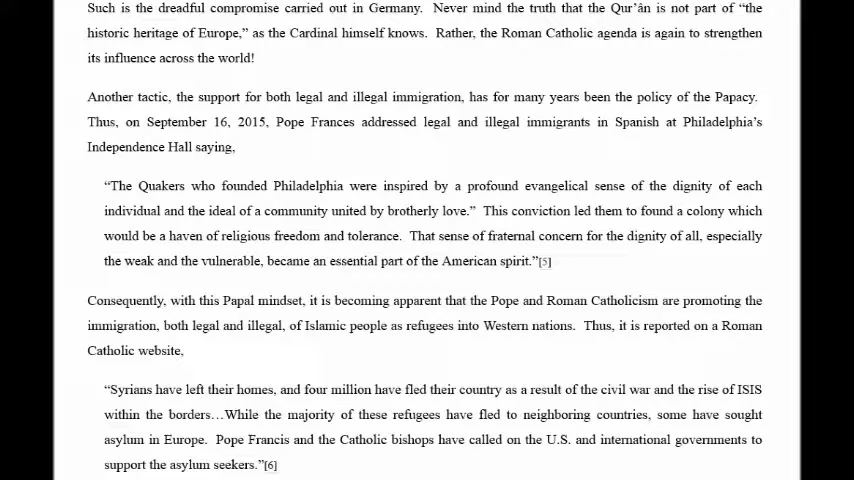 Such is the dreadful compromise carried out in Germany.  Never mind the truth that the Qur’ân is not part of “the
historic heritage of Europe,” as the Cardinal himself knows.  Rather, the Roman Catholic agenda is again to strengthen
its influence across the world!
Another tactic, the support for both legal and illegal immigration, has for many years been the policy of the Papacy.
Thus, on September 16, 2015, Pope Frances addressed legal and illegal immigrants in Spanish at Philadelphia’s
Independence Hall saying,
“The Quakers who founded Philadelphia were inspired by a profound evangelical sense of the dignity of each
individual and the ideal of a community united by brotherly love.”  This conviction led them to found a colony which
would be a haven of religious freedom and tolerance.  That sense of fraternal concern for the dignity of all, especially
the weak and the vulnerable, became an essential part of the American spirit.”[5]
Consequently, with this Papal mindset, it is becoming apparent that the Pope and Roman Catholicism are promoting the
immigration, both legal and illegal, of Islamic people as refugees into Western nations.  Thus, it is reported on a Roman
Catholic website,
“Syrians have left their homes, and four million have fled their country as a result of the civil war and the rise of ISIS
within the borders…While the majority of these refugees have fled to neighboring countries, some have sought
asylum in Europe.  Pope Francis and the Catholic bishops have called on the U.S. and international governments to
support the asylum seekers.”[6]